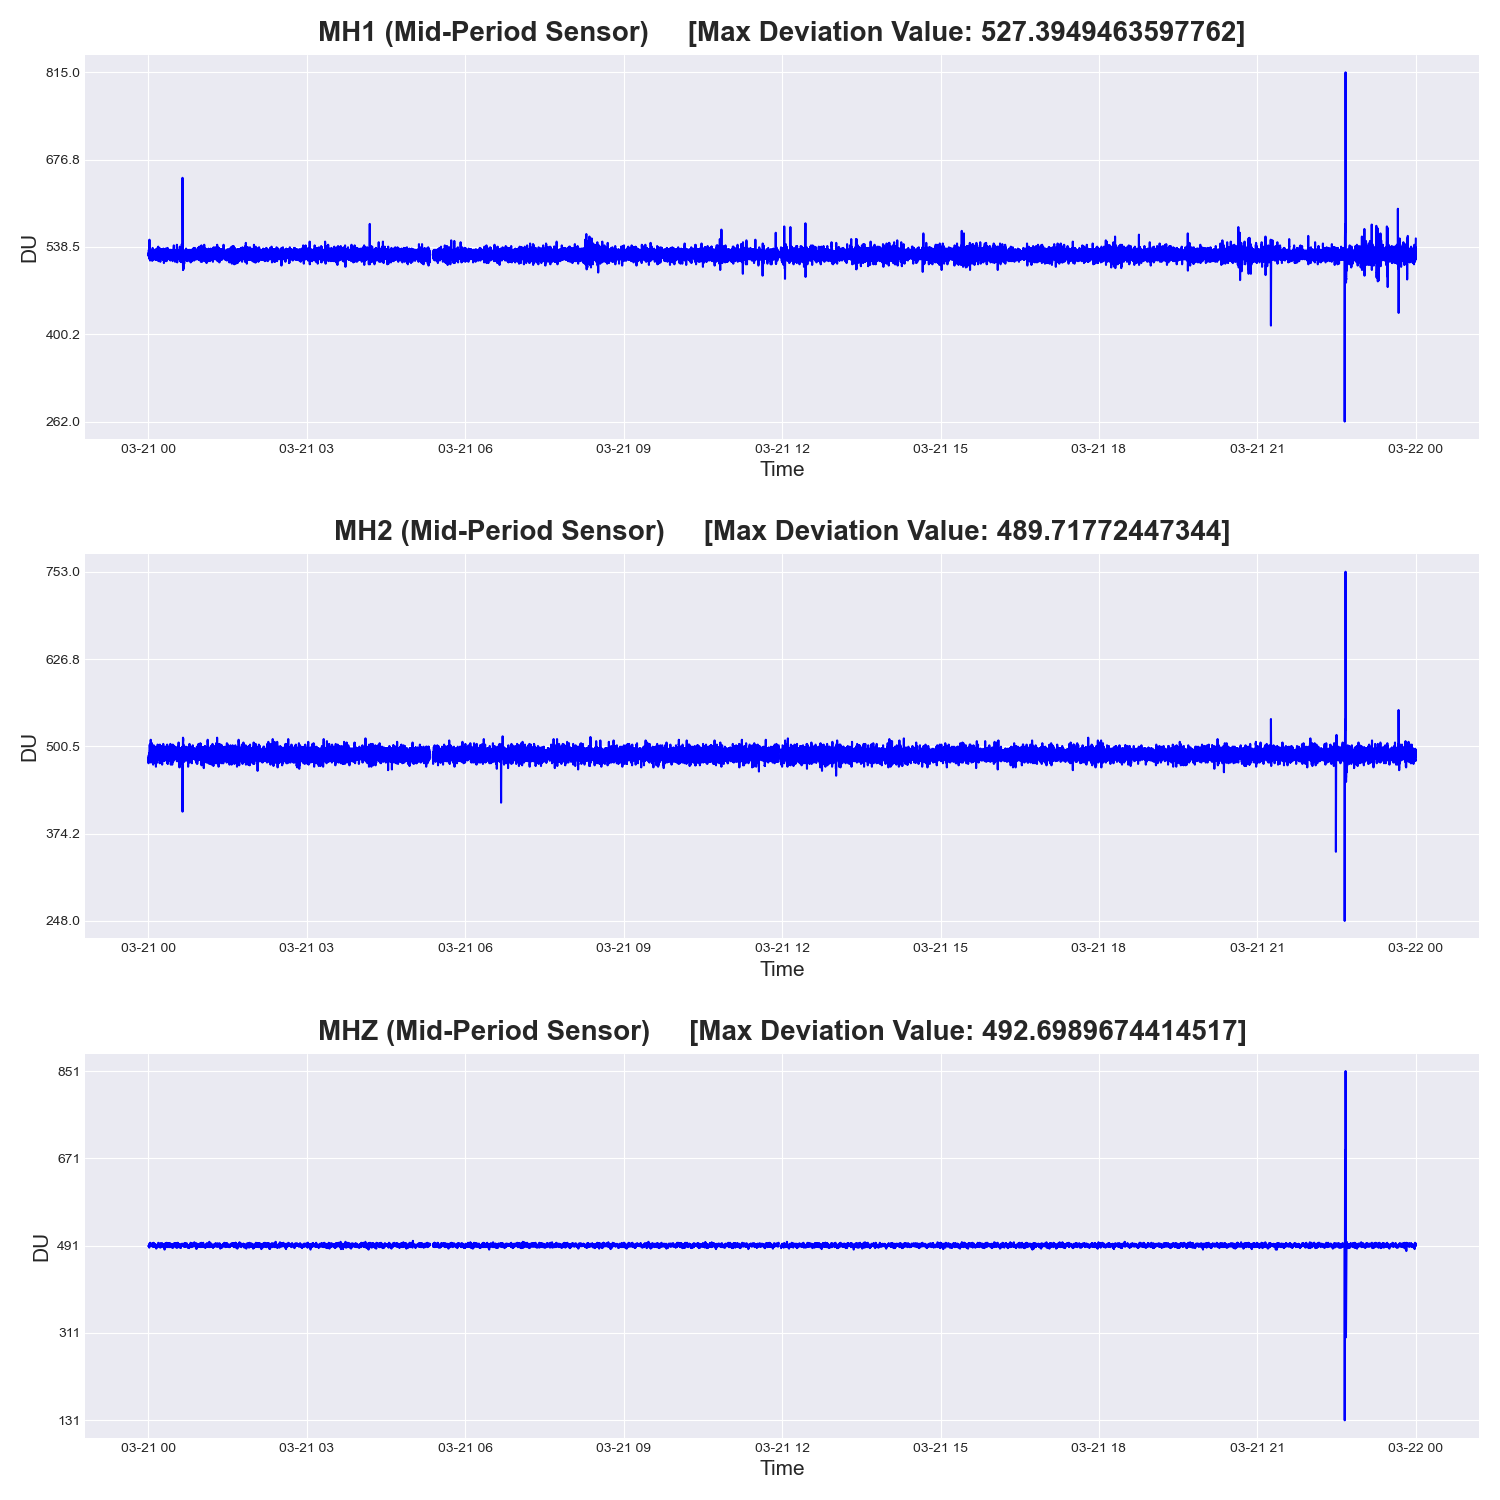 MH1 (Mid-Period Sensor) [Max Deviation Value: 527.3949463597762]
815.0
676.8
538.5
400.2
262.0
DU
03-21 00 03-21 03 03-21 06 03-21 09 03-21 12 03-21 15 03-21 18 03-21 21 03-22 00
Time
MH2 (Mid-Period Sensor) [Max Deviation Value: 489.71772447344]
753.0
626.8
500.5
374.2
248.0
DU
03-21 00 03-21 03 03-21 06 03-21 09 03-21 12 03-21 15 03-21 18 03-21 21 03-22 00
Time
MHZ (Mid-Period Sensor) [Max Deviation Value: 492.6989674414517]
851
671
491
311
131
DU
03-21 00 03-21 03 03-21 06 03-21 09 03-21 12 03-21 15 03-21 18 03-21 21 03-22 00
Time